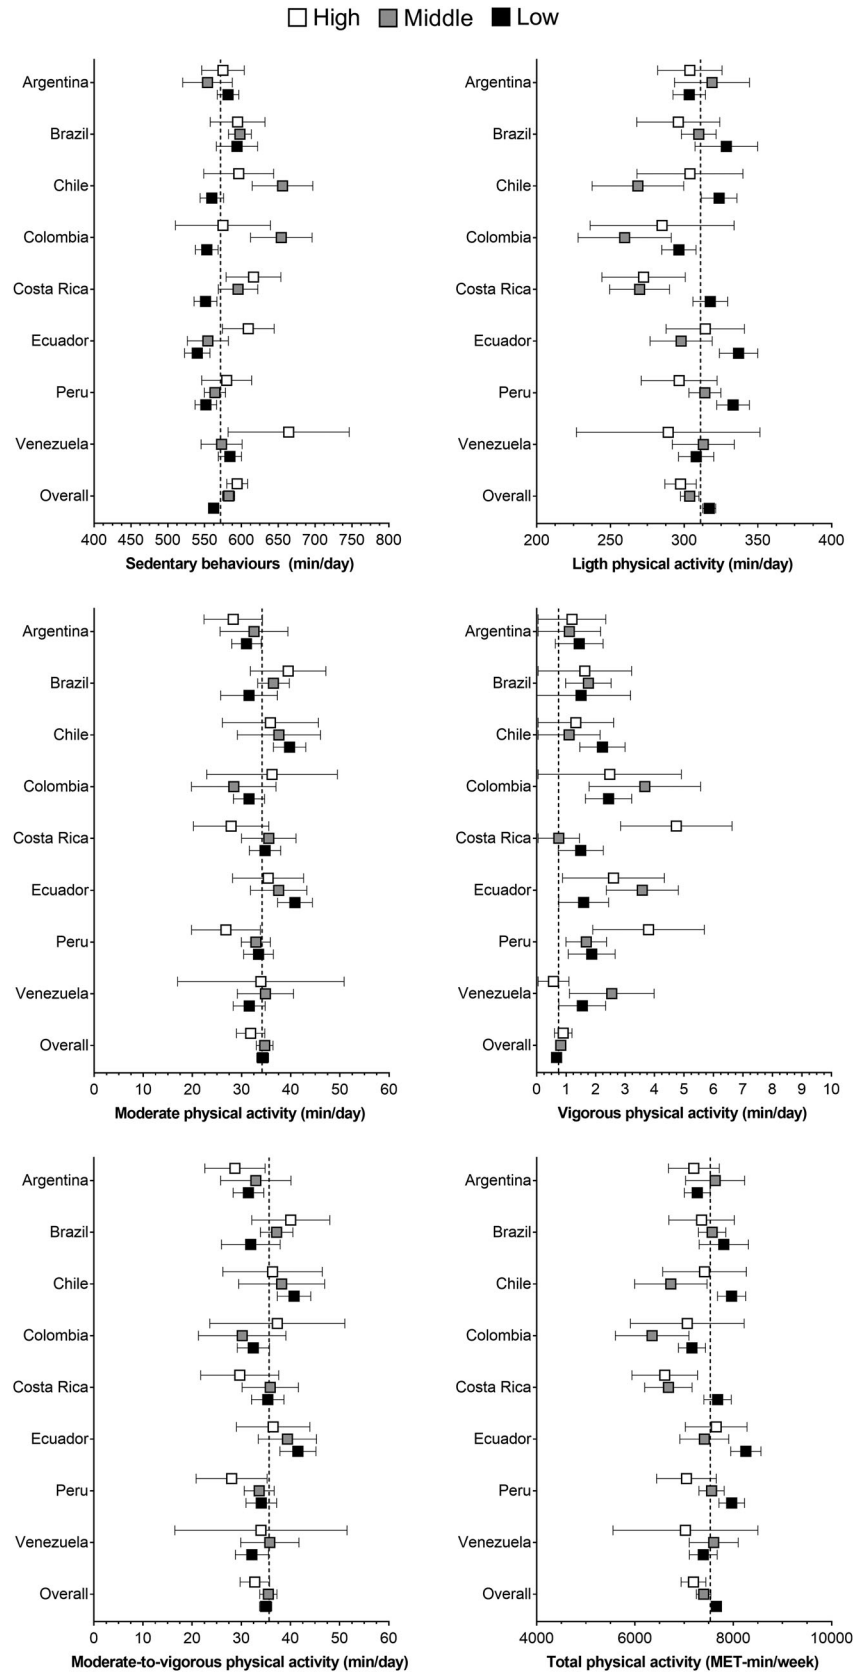 High Middle Low
Argentina
Brazil
Chile
Colombia
Costa Rica
Ecuador
Peru
Venezuela
Overall
400 450 500 550 600 650 700 750 800
Sedentary behaviours (min/day)
Argentina
Brazil
Chile
Colombia
Costa Rica
Ecuador
Peru
Venezuela
Overall
200 250 300 350 400
Ligth physical activity (min/day)
Argentina
Brazil
Chile
Colombia
Costa Rica
Ecuador
Peru
Venezuela
Overall
0 10 20 30 40 50 60
Moderate physical activity (min/day)
Argentina
Brazil
Chile
Colombia
Costa Rica
Ecuador
Peru
Venezuela
Overall
0 1 2 3 4 5 6 7 8 9 10
Vigorous physical activity (min/day)
Argentina
Brazil
Chile
Colombia
Costa Rica
Ecuador
Peru
Venezuela
Overall
0 10 20 30 40 50 60
Moderate-to-vigorous physical activity (min/day)
Argentina
Brazil
Chile
Colombia
Costa Rica
Ecuador
Peru
Venezuela
Overall
4000 6000 8000 10000
Total physical activity (MET-min/week)